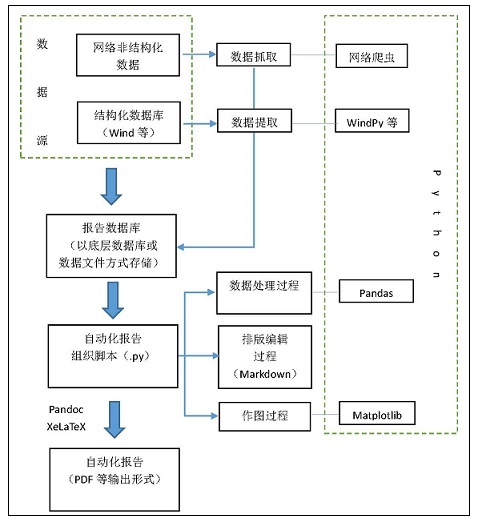 数
据
源
网络非结构化
数据
数据抓取
网络爬虫
结构化数据库
（Wind 等）
数据提取
WindPy 等
Python
报告数据库
（以底层数据库或
数据文件方式存储）
数据处理过程
Pandas
自动化报告
组织脚本（.py）
排版编辑
过程
（Markdown）
作图过程
Matplotlib
Pandoc
XeLaTeX
自动化报告
（PDF 等输出形式）